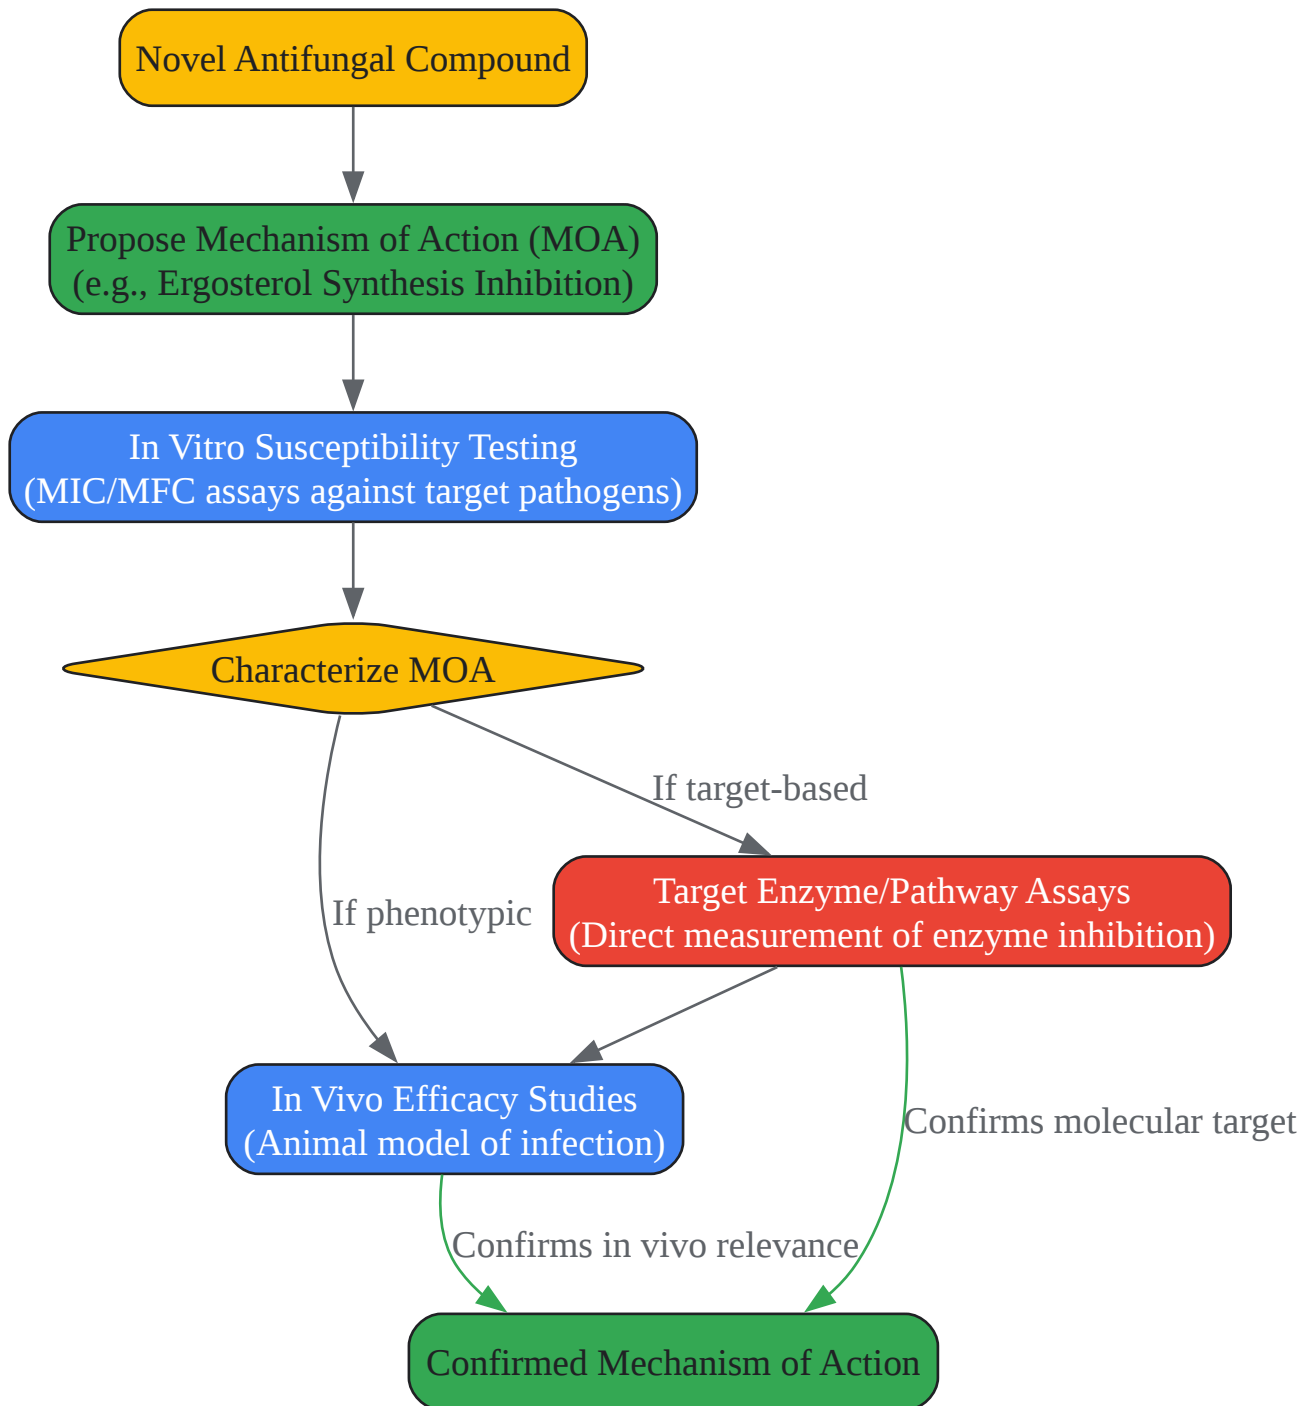 Novel Antifungal Compound
Propose Mechanism of Action (MOA)
(e.g., Ergosterol Synthesis Inhibition)
In Vitro Susceptibility Testing
(MIC/MFC assays against target pathogens)
Characterize MOA
If target-based
If phenotypic
Target Enzyme/Pathway Assays
(Direct measurement of enzyme inhibition)
In Vivo Efficacy Studies
(Animal model of infection)
Confirms molecular target
Confirms in vivo relevance
Confirmed Mechanism of Action